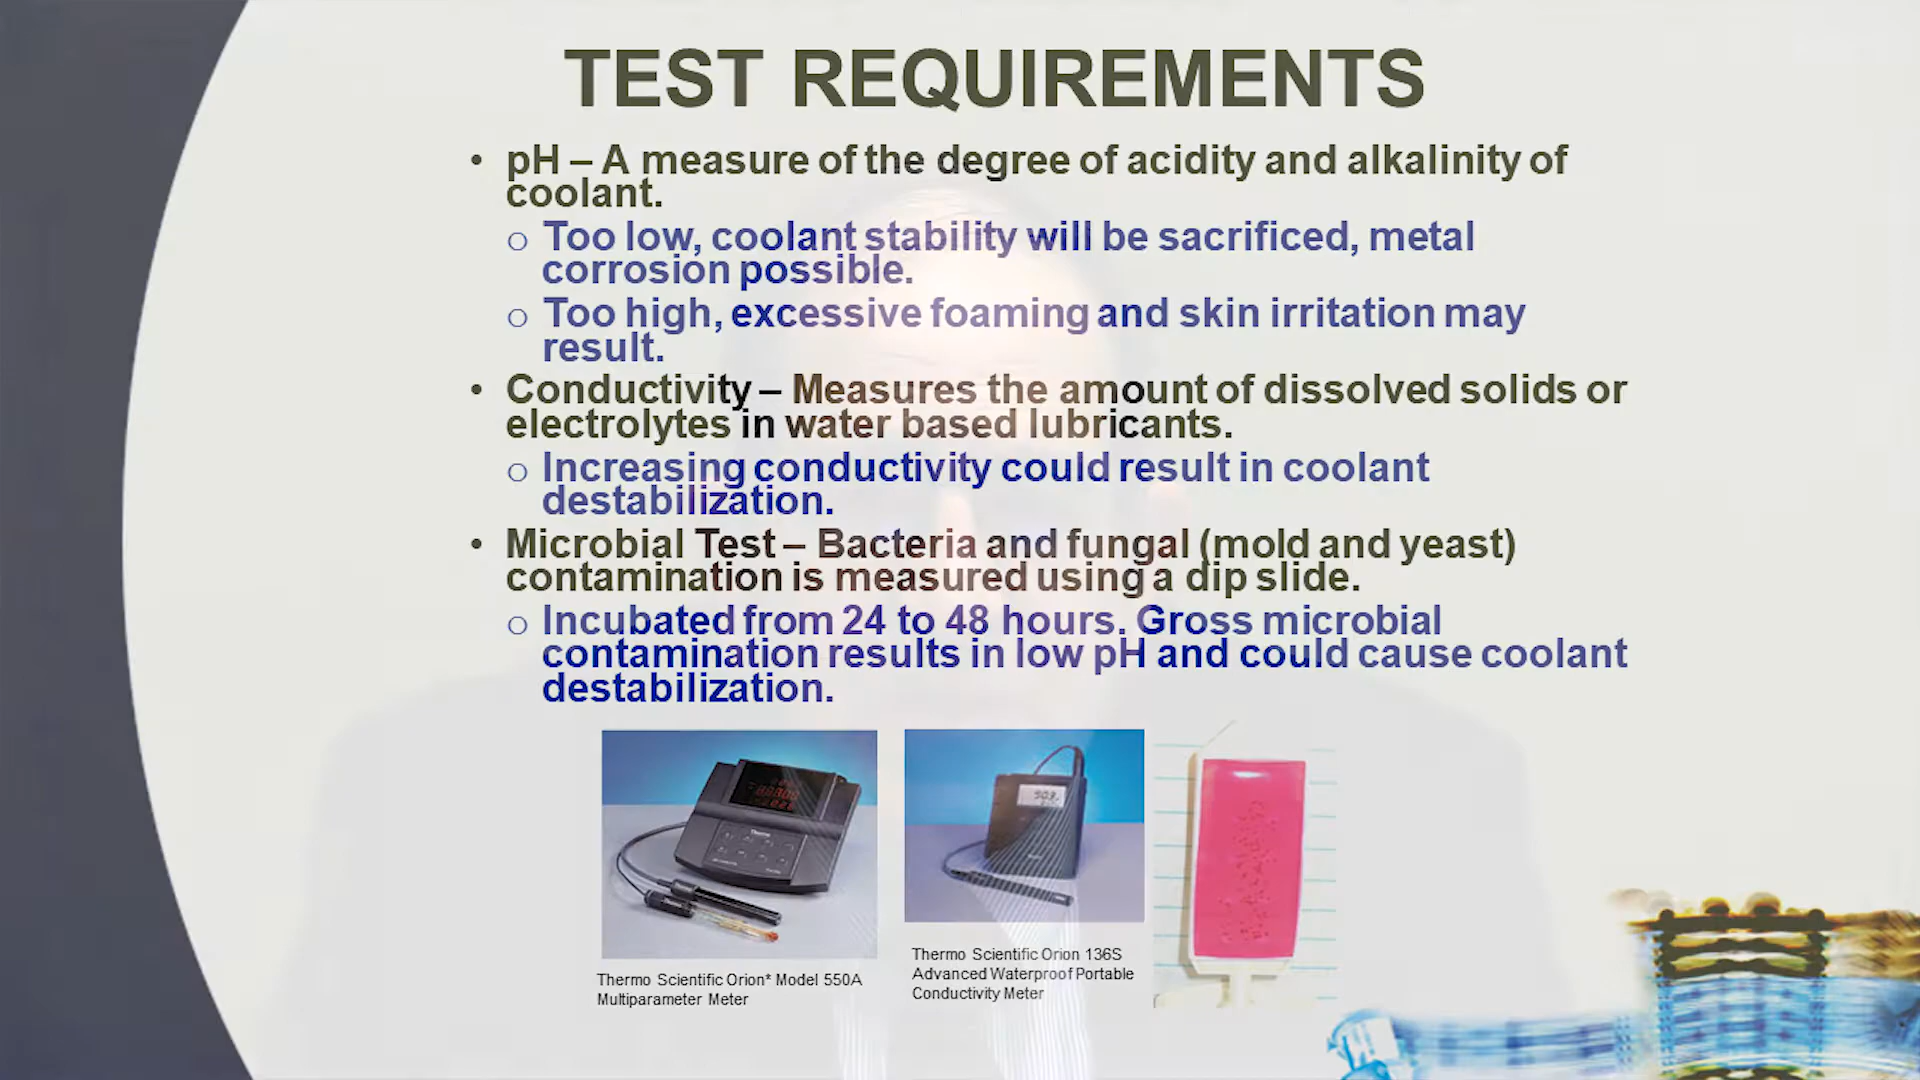 TEST REQUIREMENTS
• pH – A measure of the degree of acidity and alkalinity of
coolant.
o Too low, coolant stability will be sacrificed, metal
corrosion possible.
o Too high, excessive foaming and skin irritation may
result.
• Conductivity – Measures the amount of dissolved solids or
electrolytes in water based lubricants.
o Increasing conductivity could result in coolant
destabilization.
• Microbial Test – Bacteria and fungal (mold and yeast)
contamination is measured using a dip slide.
o Incubated from 24 to 48 hours. Gross microbial
contamination results in low pH and could cause coolant
destabilization.
Thermo Scientific Orion* Model 550A
Multiparameter Meter
Thermo Scientific Orion 136S
Advanced Waterproof Portable
Conductivity Meter